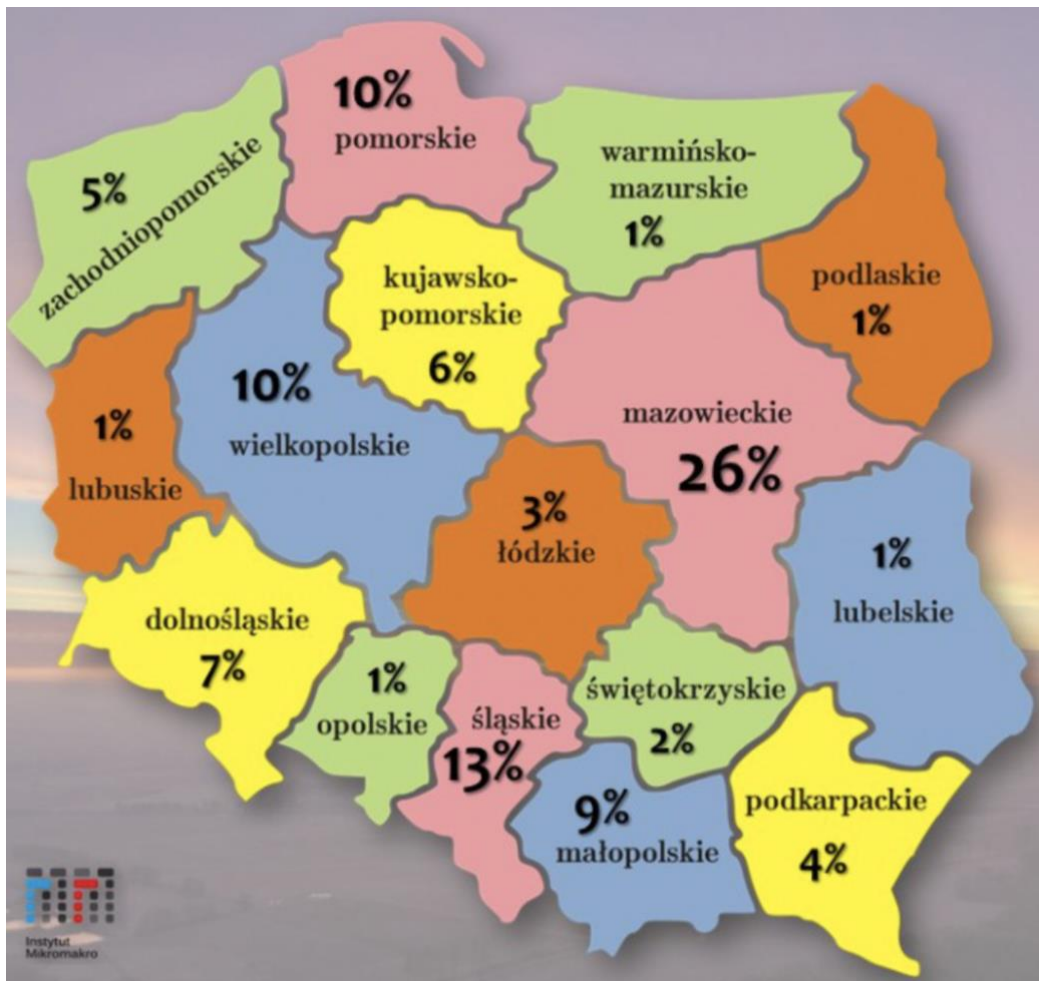 10%
pomorskie
5%
zachodniopomorskie
warmińsko-
mazurskie
1%
podlaskie
1%
kujawsko-
pomorskie
6%
10%
wielkopolskie
mazowieckie
26%
1%
lubuskie
3%
łódzkie
1%
lubelskie
dolnośląskie
7%
1%
opolskie
śląskie
13%
świętokrzyskie
2%
9%
małopolskie
podkarpackie
4%
Instytut
Mikromakro